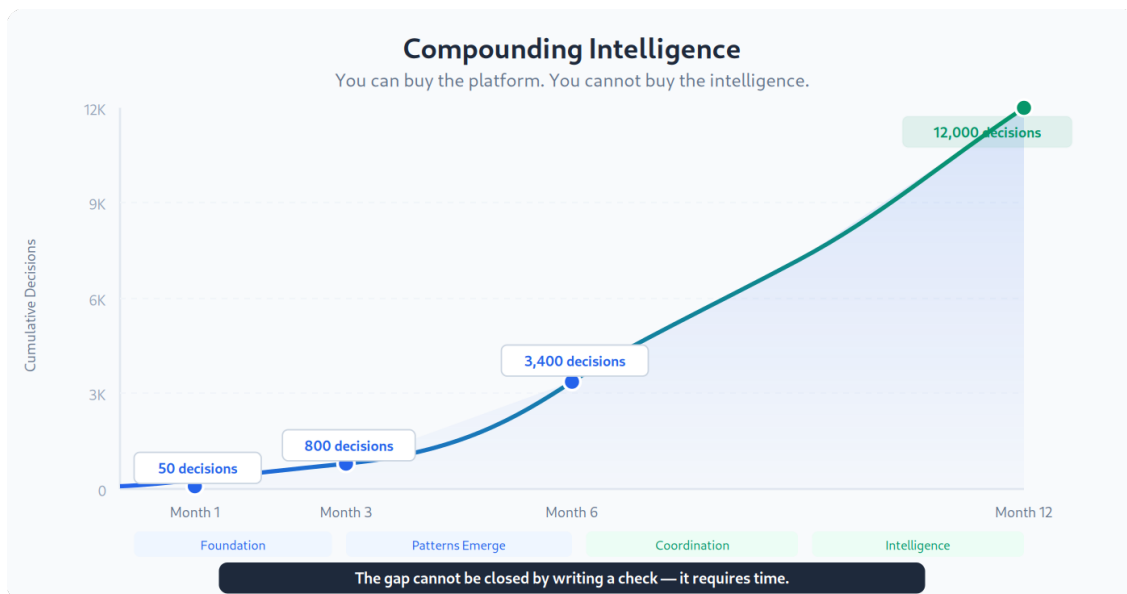 Compounding Intelligence
You can buy the platform. You cannot buy the intelligence.
12K
12,000 decisions
9K
Cumulative Decisions
6K
3,400 decisions
3K
800 decisions
50 decisions
0
Month 1
Month 3
Month 6
Month 12
Foundation
Patterns Emerge
Coordination
Intelligence
The gap cannot be closed by writing a check — it requires time.